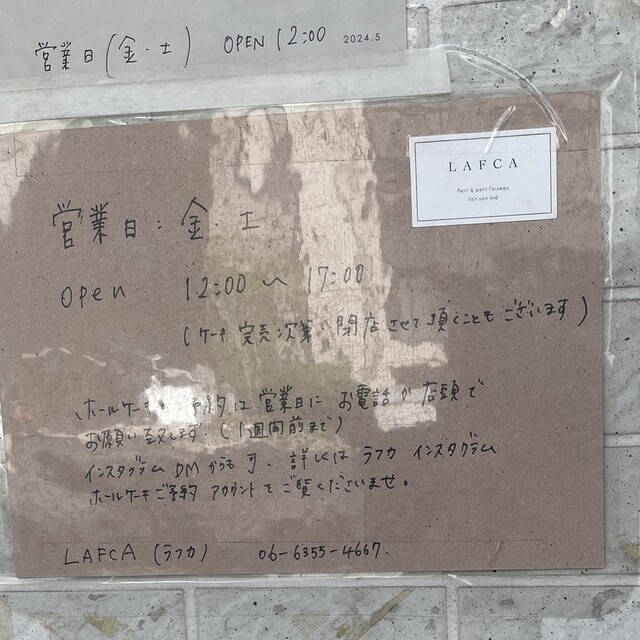 営業日(金・土) OPEN 12:00 2024.5
LAFCA
Petit à petit l'oiseau
fait son nid
営業日: 金 土
open 12:00 〜 17:00
(ケーキ完売次第 閉店させて頂くこともございます)
ホールケーキ 予約は 営業日に お電話か 店頭で
お願い致します (1週間前まで)
インスタグラム DMからも可、詳しくは ラフカ インスタグラム
ホールケーキご予約 アカウントをご覧くださいませ。
LAFCA (ラフカ) 06-6355-4667.